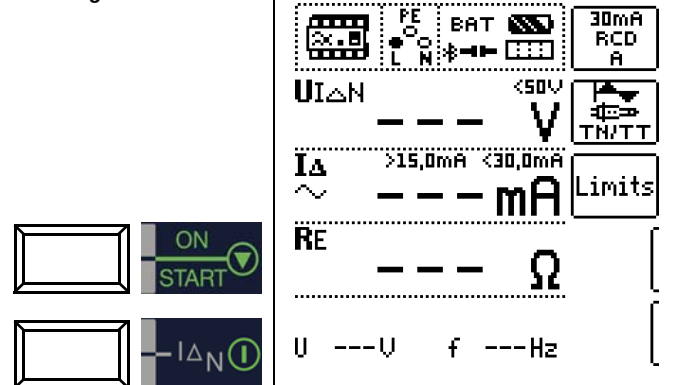 PE
BAT
L N
30mA
RCD
A
UI△N <50V
--- V
TN/TT
I∆ >15,0mA <30,0mA
~ --- mA
Limits
RE
--- Ω
ON
START
I∆N
U ---V f ---Hz